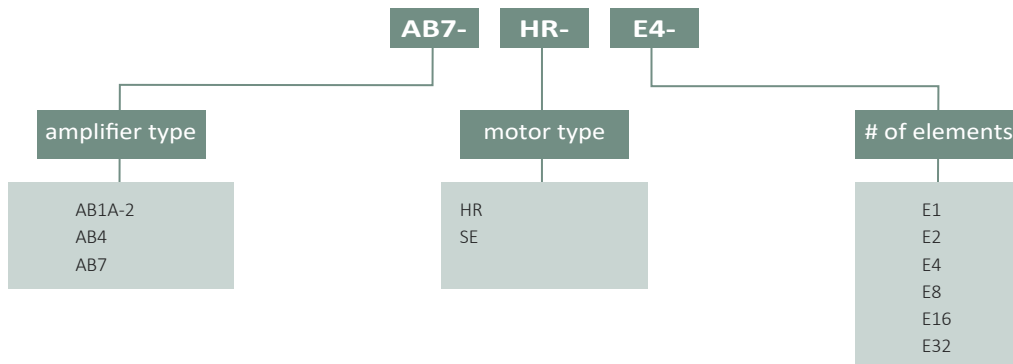 AB7- HR- E4-
amplifier type motor type # of elements
AB1A-2 HR E1
AB4 SE E2
AB7 E4
E8
E16
E32